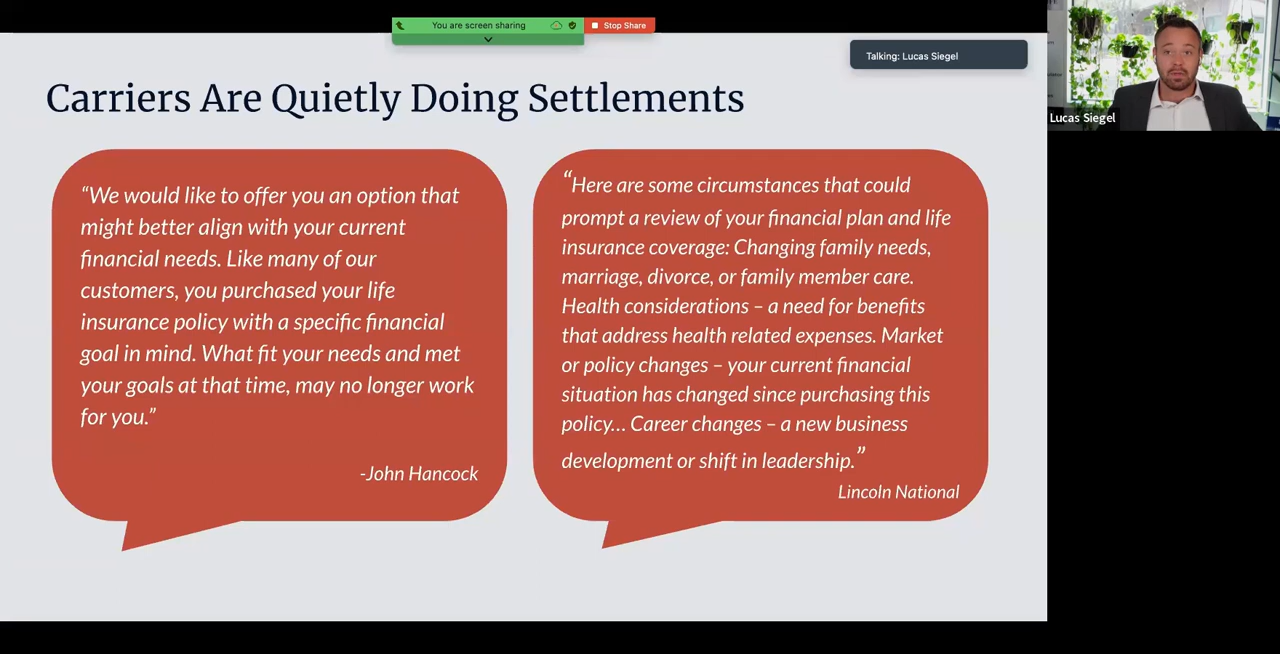 You are screen sharing
Stop Share
Talking: Lucas Siegel
Lucas Siegel
Carriers Are Quietly Doing Settlements
“We would like to offer you an option that
might better align with your current
financial needs. Like many of our
customers, you purchased your life
insurance policy with a specific financial
goal in mind. What fit your needs and met
your goals at that time, may no longer work
for you.”
-John Hancock
“Here are some circumstances that could
prompt a review of your financial plan and life
insurance coverage: Changing family needs,
marriage, divorce, or family member care.
Health considerations – a need for benefits
that address health related expenses. Market
or policy changes – your current financial
situation has changed since purchasing this
policy... Career changes – a new business
development or shift in leadership.”
Lincoln National